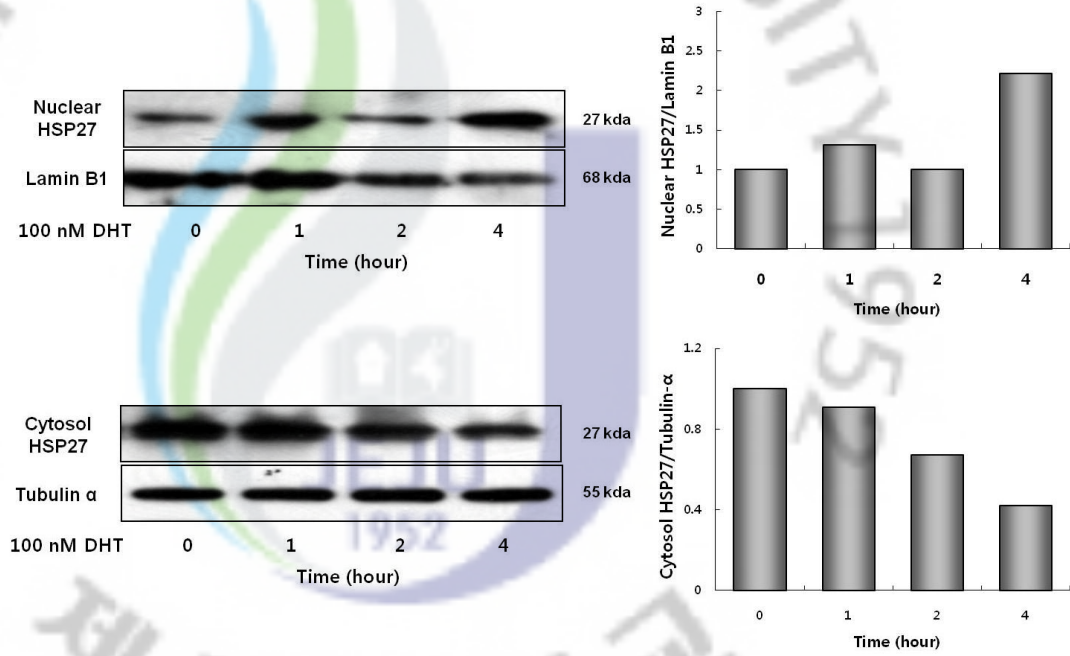 Nuclear
HSP27
27 kda
Lamin B1
68 kda
100 nM DHT 0 1 2 4
Time (hour)
Nuclear HSP27/Lamin B1
3
2.5
2
1.5
1
0.5
0
0 1 2 4
Time (hour)
Cytosol
HSP27
27 kda
Tubulin α
55 kda
100 nM DHT 0 1 2 4
Time (hour)
Cytosol HSP27/Tubulin-α
1.2
0.8
0.4
0
0 1 2 4
Time (hour)
JEJU
1952
ITY 1952
제